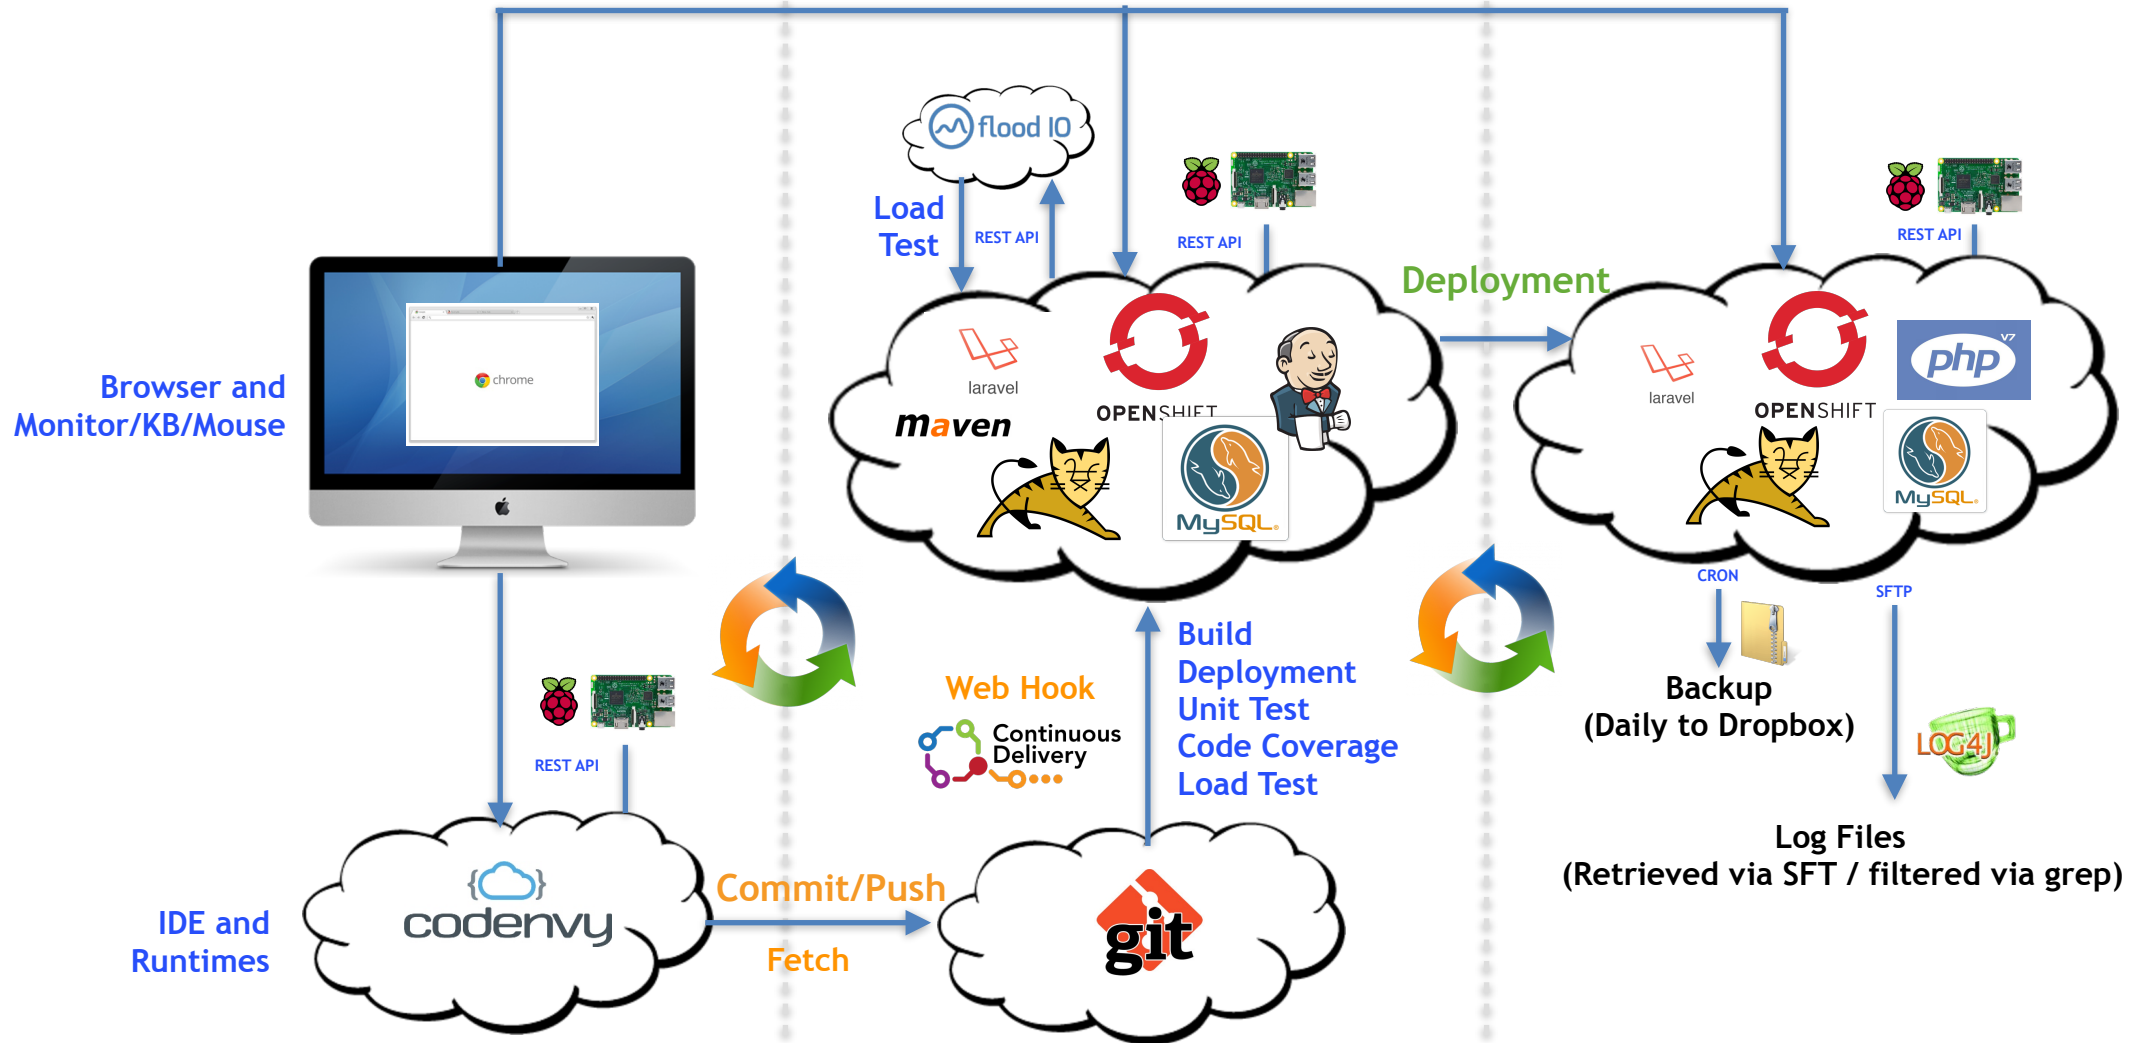 flood IO
Load
Test
REST API
REST API
REST API
Deployment
chrome
Browser and
Monitor/KB/Mouse
laravel
maven
OPENSHIFT
MySQL
laravel
OPENSHIFT
php
V7
MySQL
CRON
SFTP
Backup
(Daily to Dropbox)
LOG4J
Log Files
(Retrieved via SFT / filtered via grep)
Web Hook
Continuous
Delivery
Build
Deployment
Unit Test
Code Coverage
Load Test
REST API
{ }
codenvy
IDE and
Runtimes
Commit/Push
Fetch
git